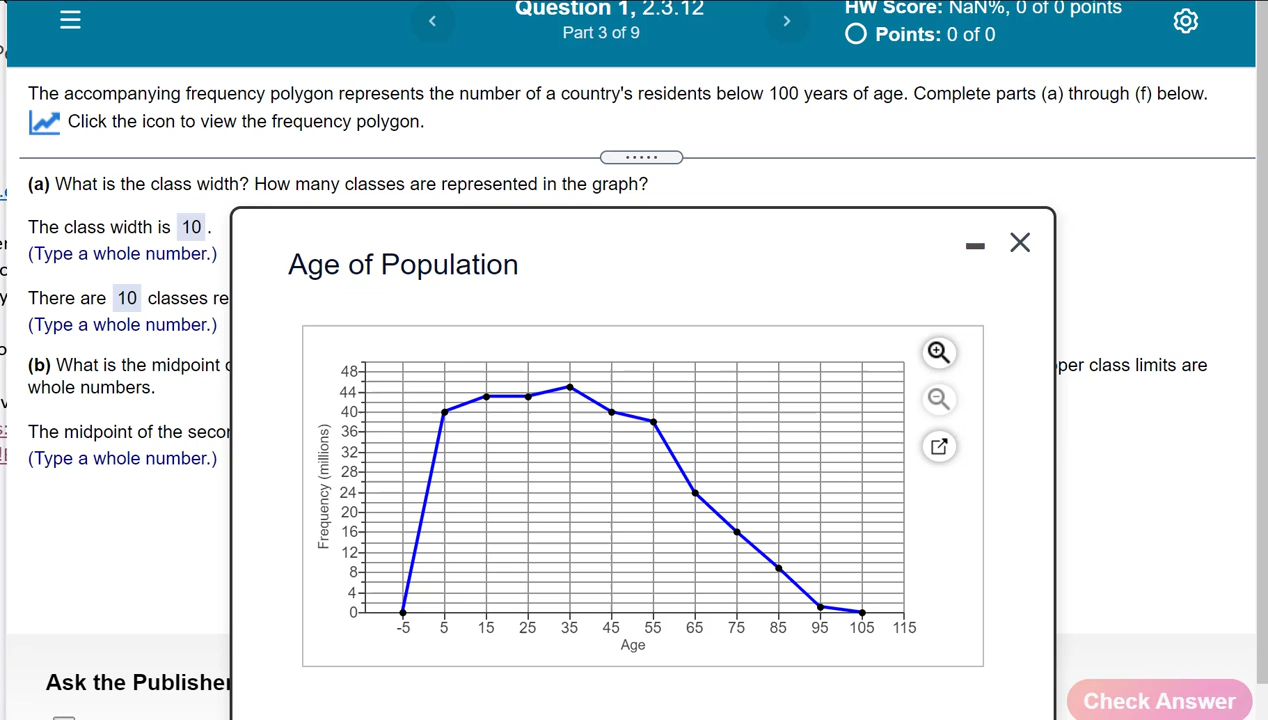 Question 1, 2.3.12
Part 3 of 9
HW Score: NaN%, 0 of 0 points
Points: 0 of 0
The accompanying frequency polygon represents the number of a country's residents below 100 years of age. Complete parts (a) through (f) below.
Click the icon to view the frequency polygon.
(a) What is the class width? How many classes are represented in the graph?
The class width is 10.
(Type a whole number.)
There are 10 classes re
(Type a whole number.)
(b) What is the midpoint
per class limits are
whole numbers.
The midpoint of the secon
(Type a whole number.)
Age of Population
48
44
40
36
32
28
24
20
16
12
8
4
0
Frequency (millions)
-5 5 15 25 35 45 55 65 75 85 95 105 115
Age
Ask the Publisher
Check Answer